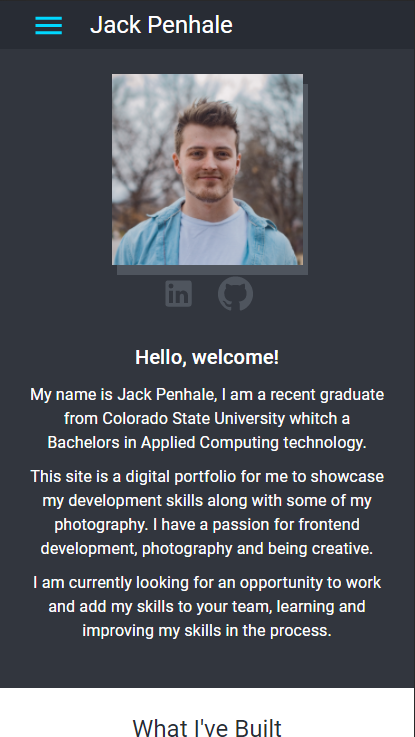 Jack Penhale
in
Hello, welcome!
My name is Jack Penhale, I am a recent graduate
from Colorado State University whitch a
Bachelors in Applied Computing technology.
This site is a digital portfolio for me to showcase
my development skills along with some of my
photography. I have a passion for frontend
development, photography and being creative.
I am currently looking for an opportunity to work
and add my skills to your team, learning and
improving my skills in the process.
What I've Built